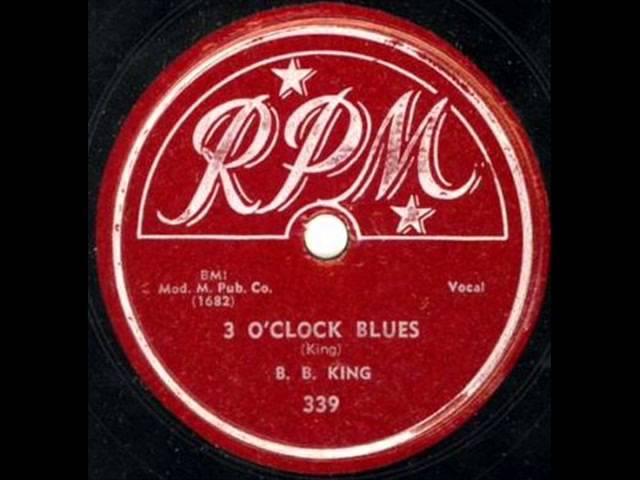 RPM
BMI
Mod. M. Pub. Co.
(1682)
Vocal
3 O'CLOCK BLUES
(King)
B. B. KING
339